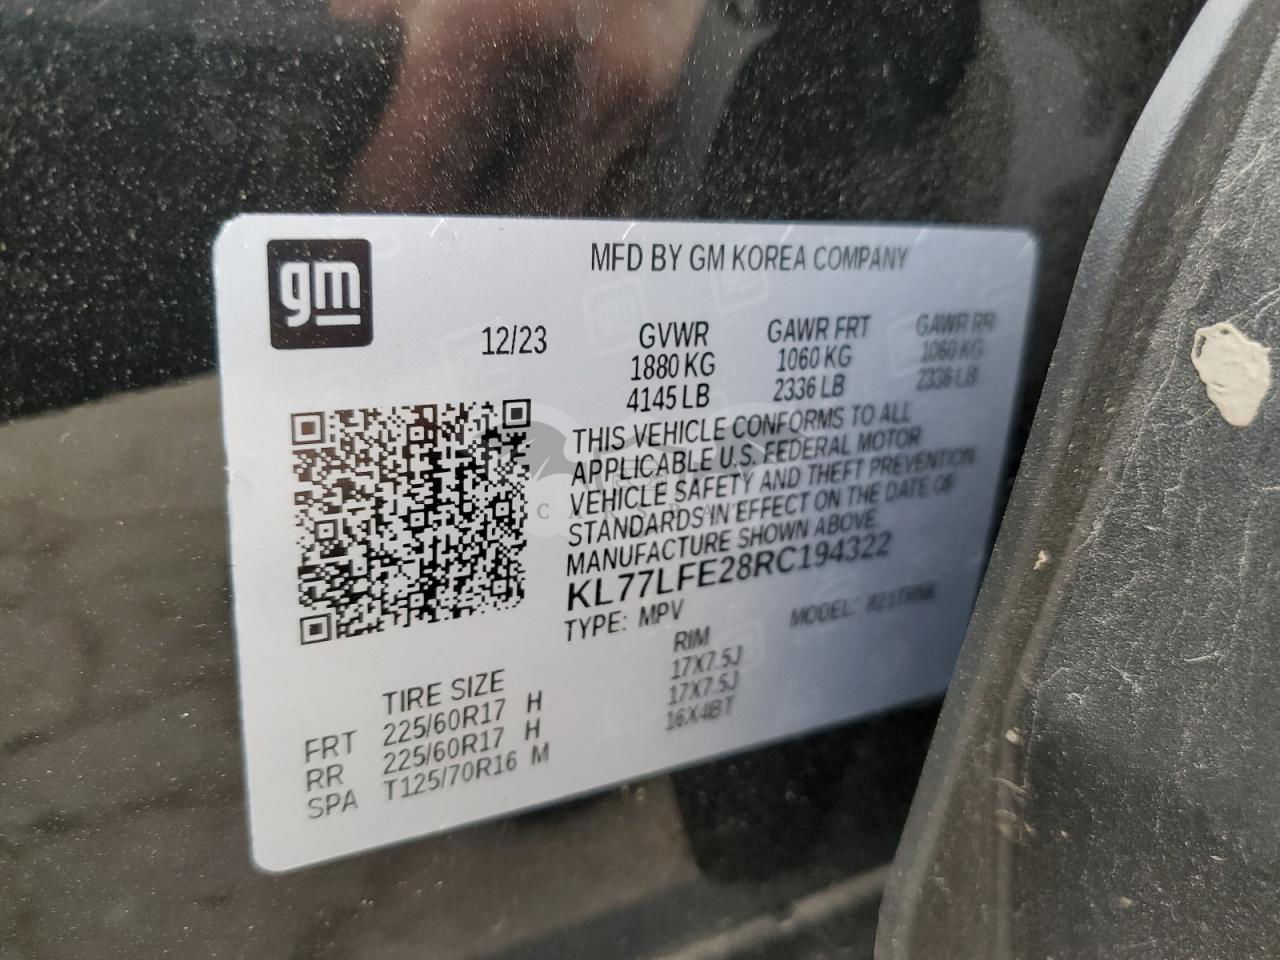 gm
MFD BY GM KOREA COMPANY
12/23 GVWR GAWR FRT GAWR RR
1880 KG 1060 KG 1060 KG
4145 LB 2336 LB 2336 LB
THIS VEHICLE CONFORMS TO ALL
APPLICABLE U.S. FEDERAL MOTOR
VEHICLE SAFETY AND THEFT PREVENTION
STANDARDS IN EFFECT ON THE DATE OF
MANUFACTURE SHOWN ABOVE
KL77LFE28RC194322
TYPE: MPV MODEL:
TIRE SIZE RIM
FRT 225/60R17 H 17X7.5J
RR 225/60R17 H 17X7.5J
SPA T125/70R16 M 16X4BT